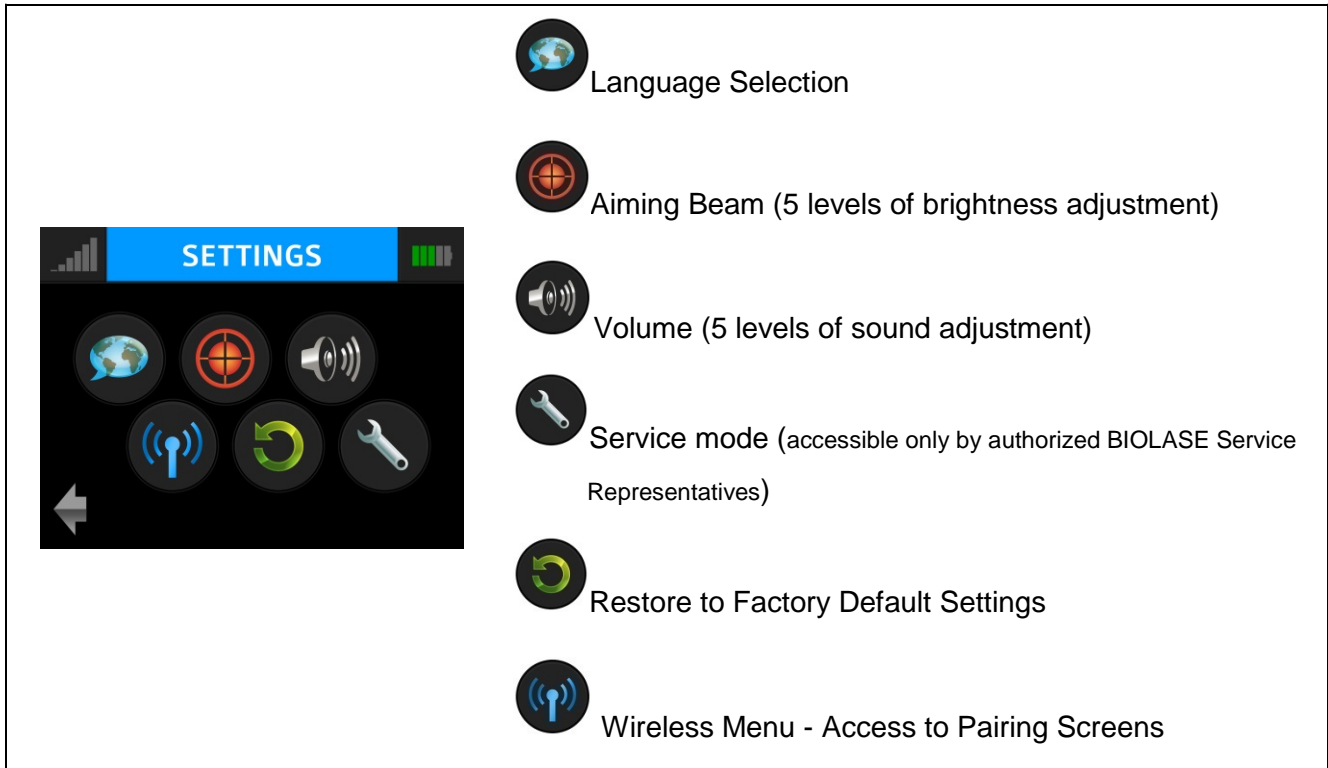 SETTINGS
Language Selection
Aiming Beam (5 levels of brightness adjustment)
Volume (5 levels of sound adjustment)
Service mode (accessible only by authorized BIOLASE Service
Representatives)
Restore to Factory Default Settings
Wireless Menu - Access to Pairing Screens